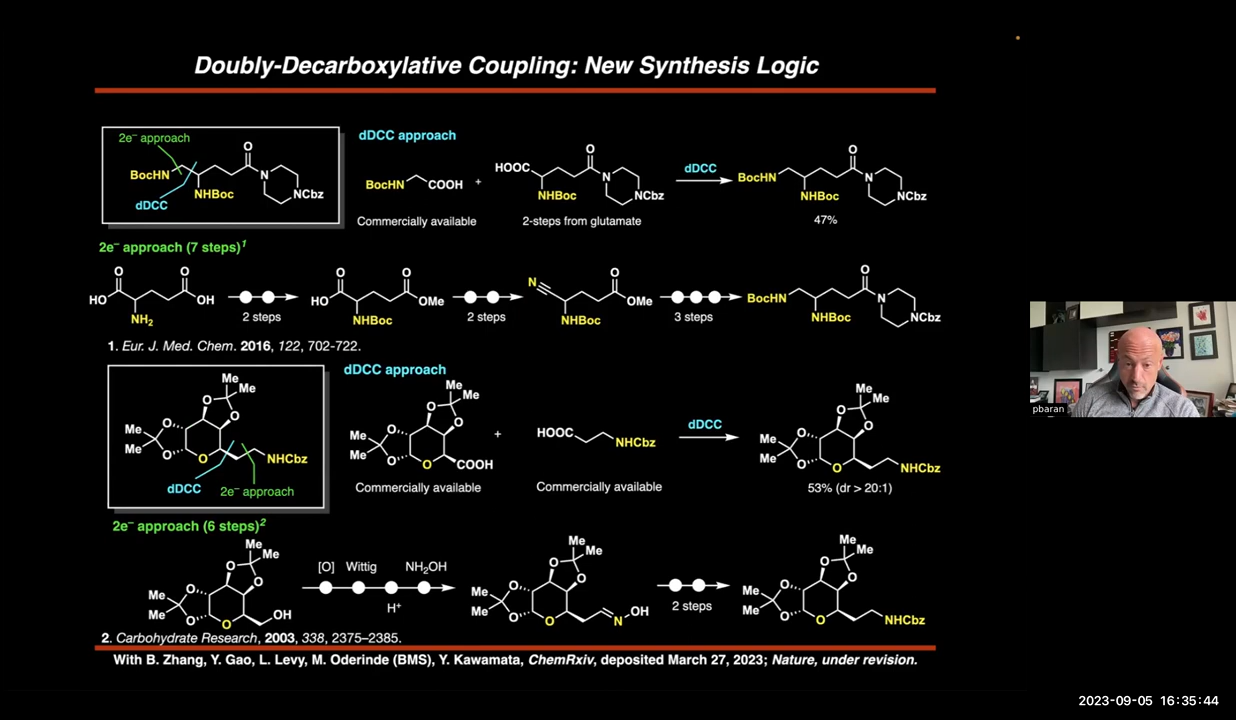 Doubly-Decarboxylative Coupling: New Synthesis Logic
2e⁻ approach
BocHN
O
N
NCbz
NHBoc
dDCC
dDCC approach
BocHN
COOH
+
HOOC
O
N
NCbz
NHBoc
dDCC
BocHN
O
N
NCbz
NHBoc
Commercially available
2-steps from glutamate
47%
2e⁻ approach (7 steps)¹
O
O
HO
OH
NH₂
2 steps
O
O
HO
OMe
NHBoc
2 steps
N
O
OMe
NHBoc
3 steps
BocHN
O
N
NCbz
NHBoc
1. Eur. J. Med. Chem. 2016, 122, 702-722.
dDCC approach
Me
Me
O
O
Me
Me
O
O
O
NHCbz
dDCC
2e⁻ approach
Me
Me
O
O
Me
Me
O
O
O
COOH
Commercially available
+
HOOC
NHCbz
Commercially available
dDCC
Me
Me
O
O
Me
Me
O
O
O
NHCbz
53% (dr > 20:1)
2e⁻ approach (6 steps)²
Me
Me
O
O
Me
Me
O
O
O
OH
[O]
Wittig
NH₂OH
H⁺
Me
Me
O
O
Me
Me
O
O
O
N
OH
2 steps
Me
Me
O
O
Me
Me
O
O
O
NHCbz
2. Carbohydrate Research, 2003, 338, 2375–2385.
With B. Zhang, Y. Gao, L. Levy, M. Oderinde (BMS), Y. Kawamata, ChemRxiv, deposited March 27, 2023; Nature, under revision.
pbaran
2023-09-05 16:35:44